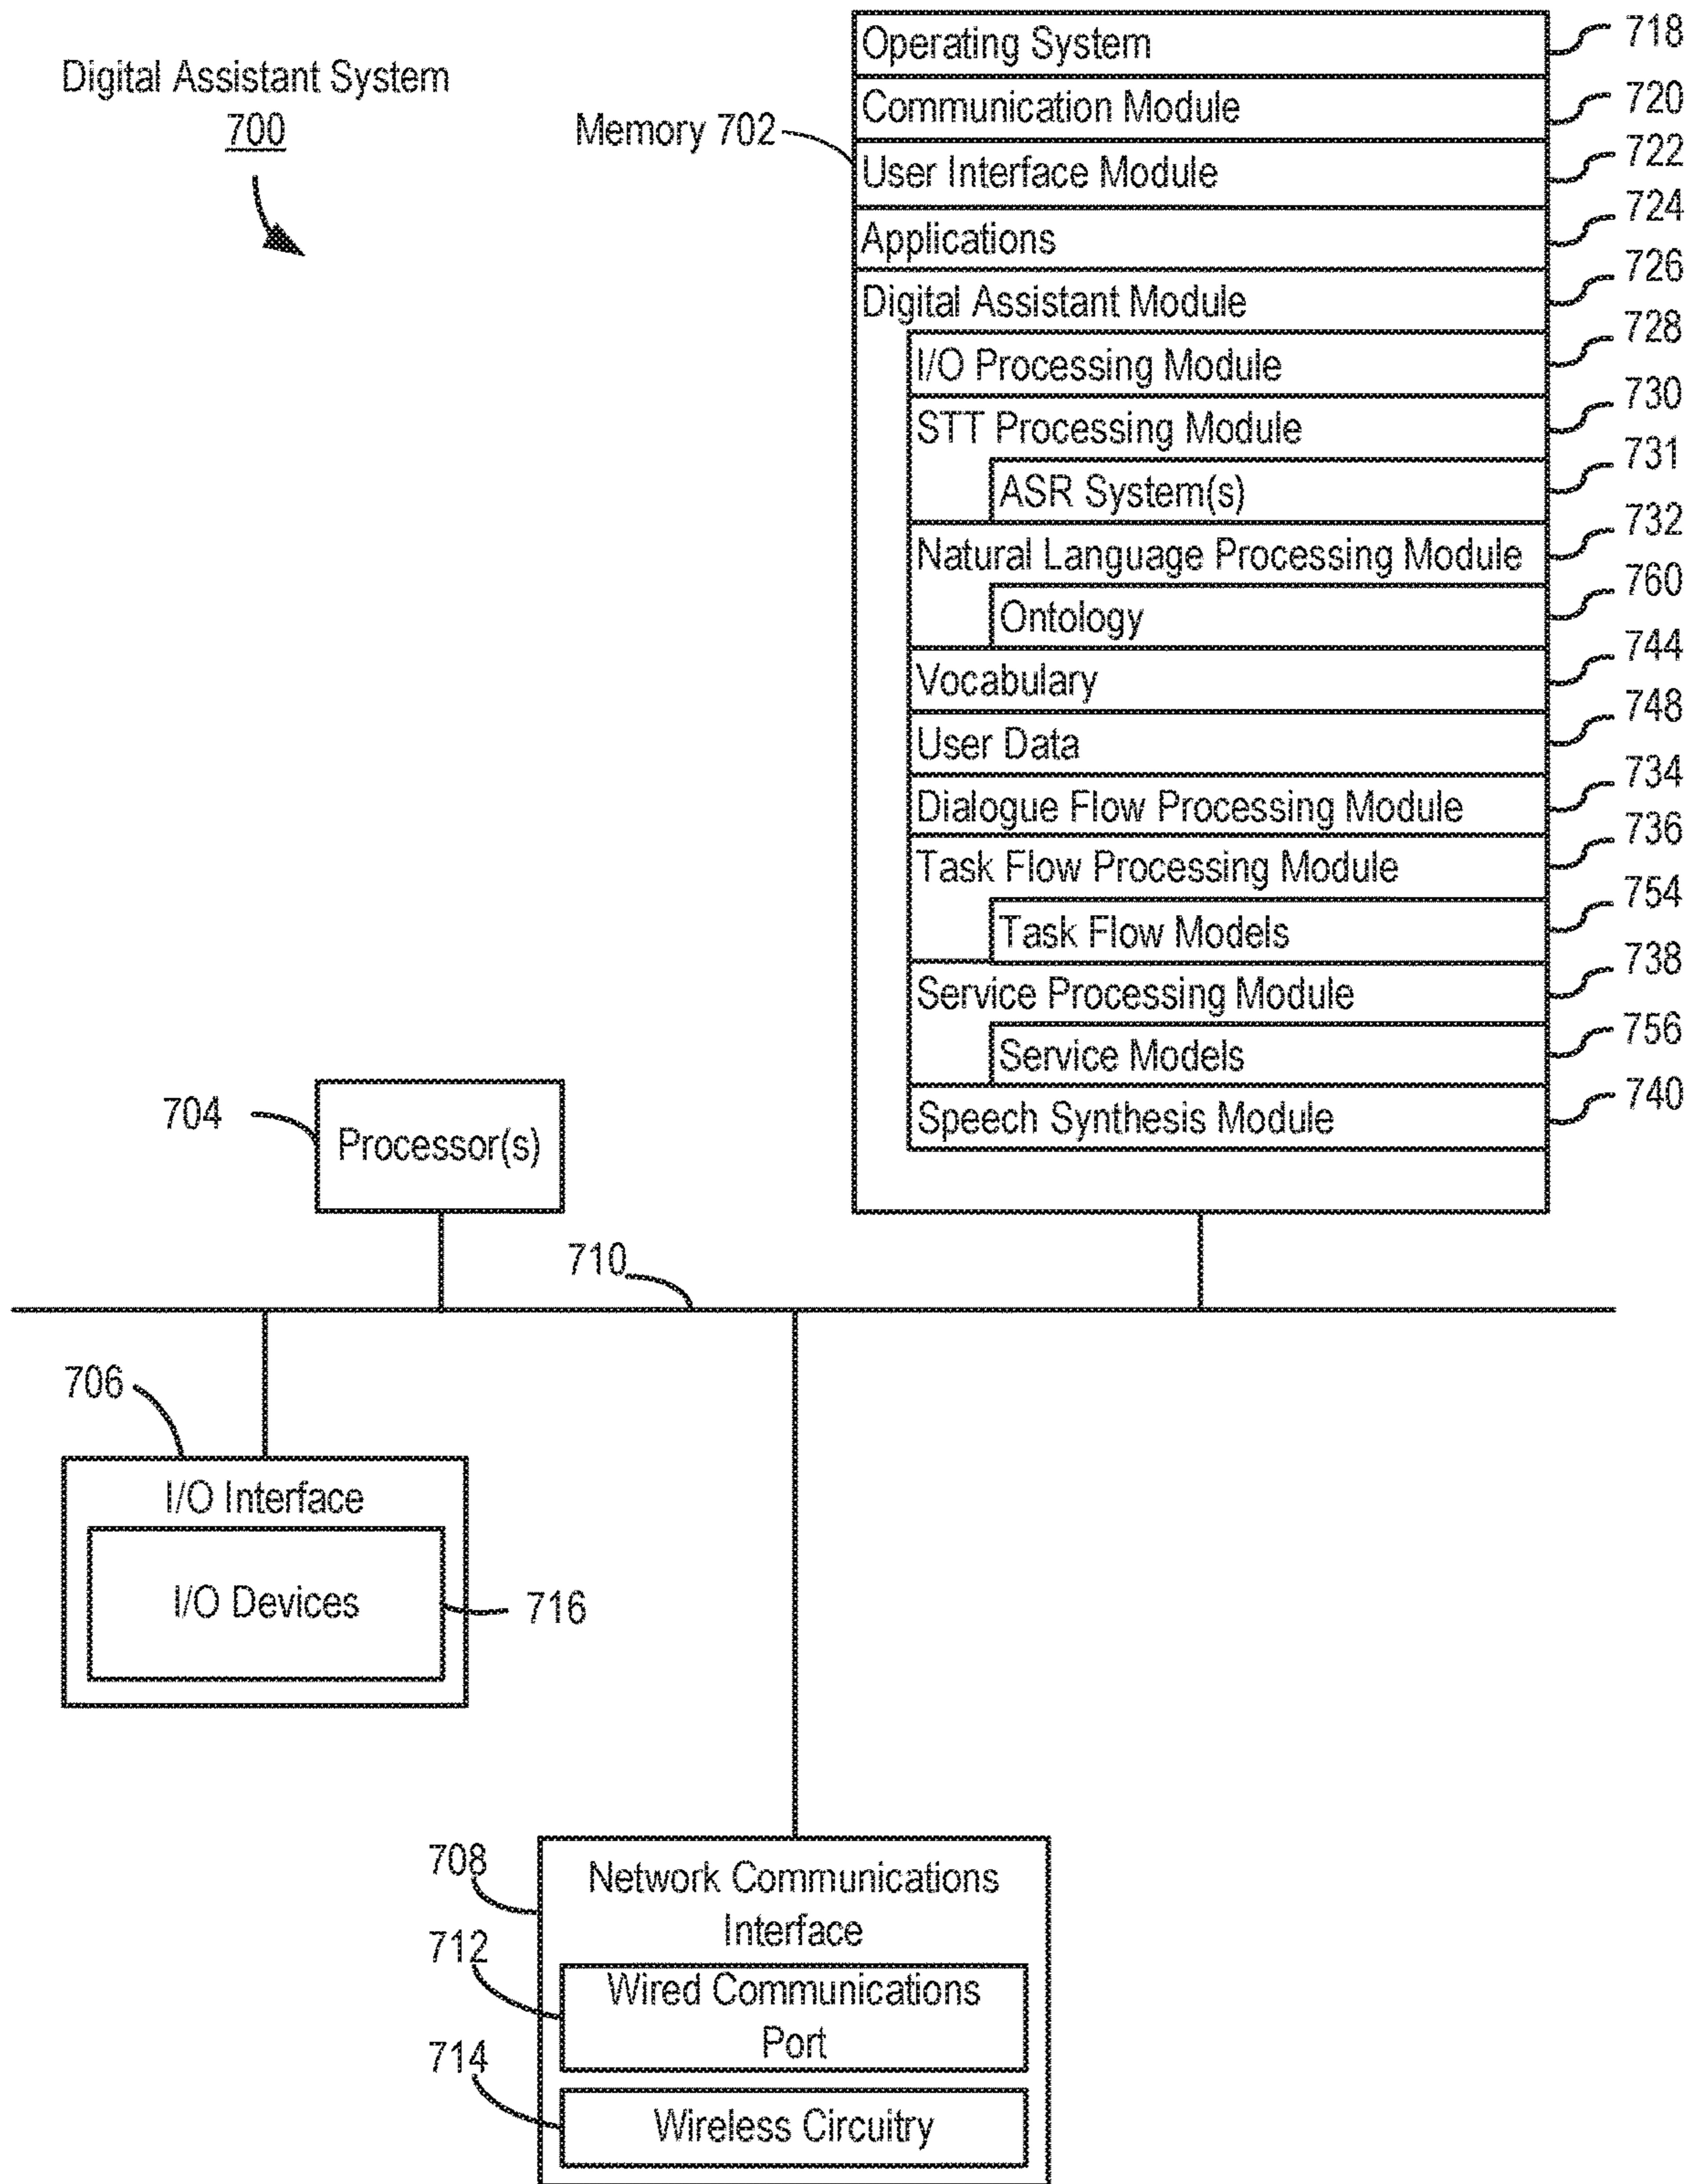 Digital Assistant System
700
Memory 702
Operating System 718
Communication Module 720
User Interface Module 722
Applications 724
Digital Assistant Module 726
I/O Processing Module 728
STT Processing Module 730
ASR System(s) 731
Natural Language Processing Module 732
Ontology 760
Vocabulary 744
User Data 748
Dialogue Flow Processing Module 734
Task Flow Processing Module 736
Task Flow Models 754
Service Processing Module 738
Service Models 756
Speech Synthesis Module 740
704
Processor(s)
710
706
I/O Interface
I/O Devices
716
708
Network Communications
Interface
712
Wired Communications
Port
714
Wireless Circuitry